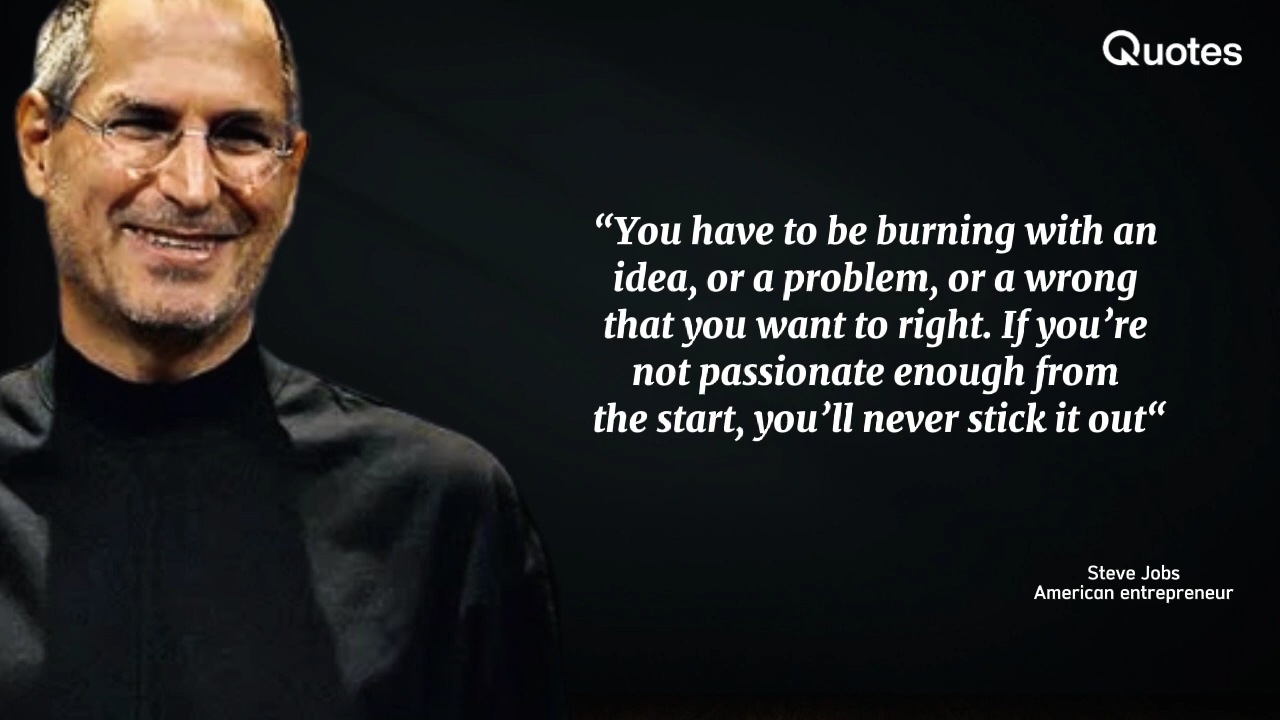 Quotes
“You have to be burning with an
idea, or a problem, or a wrong
that you want to right. If you’re
not passionate enough from
the start, you’ll never stick it out“
Steve Jobs
American entrepreneur